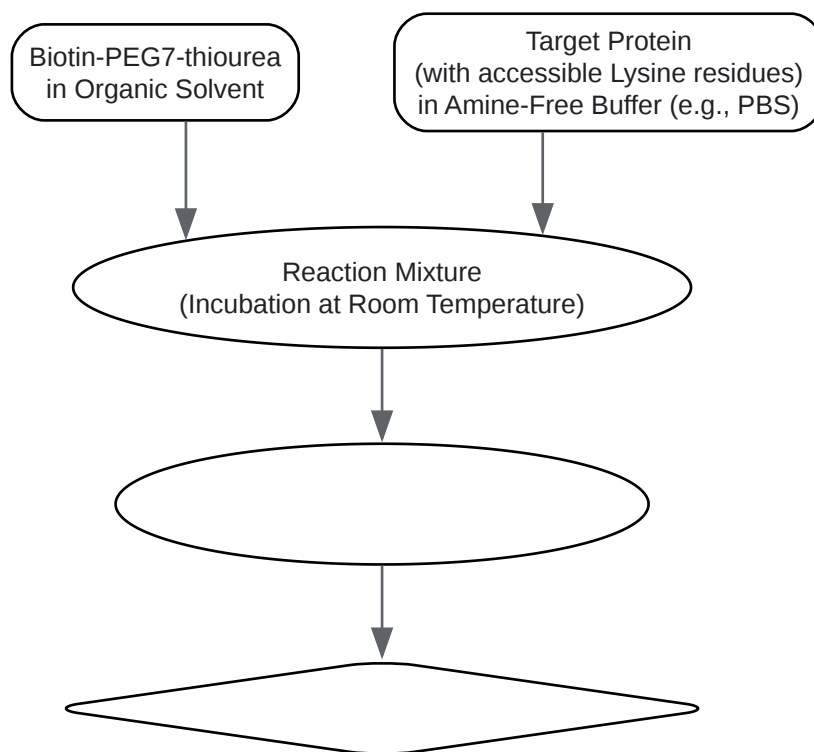 Biotin-PEG7-thiourea
in Organic Solvent
Target Protein
(with accessible Lysine residues)
in Amine-Free Buffer (e.g., PBS)
Reaction Mixture
(Incubation at Room Temperature)